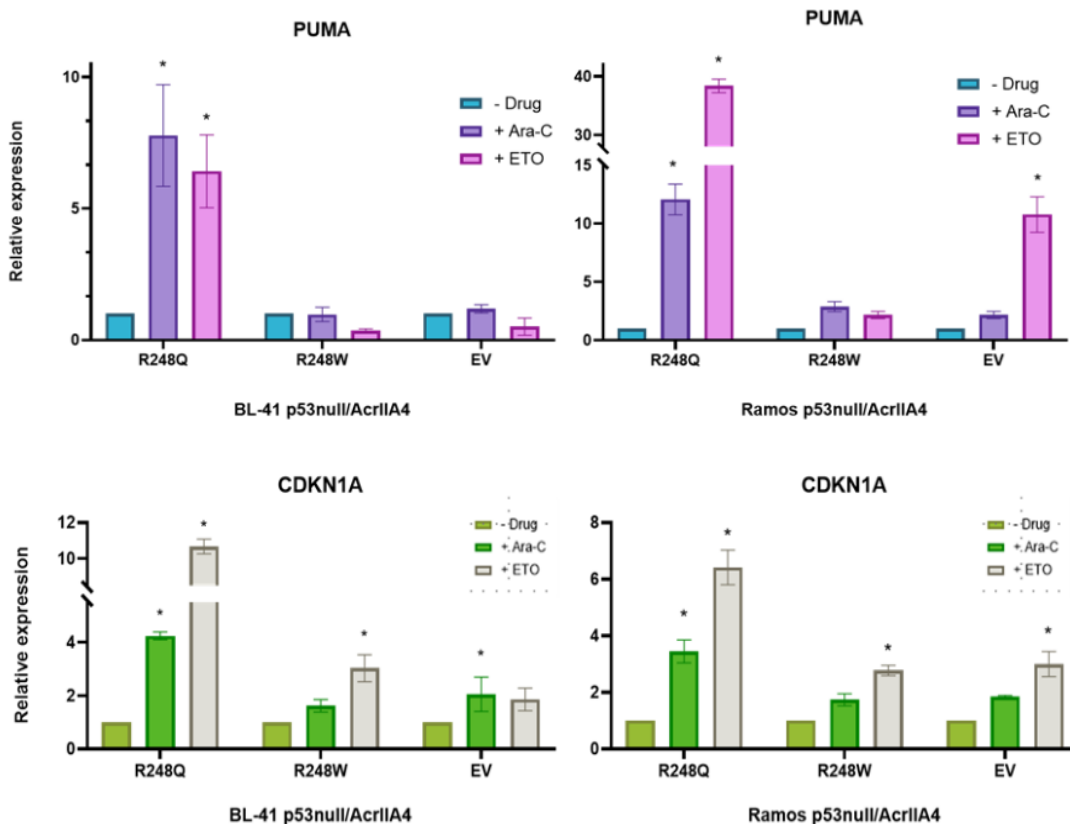 PUMA
Relative expression
10
5
0
- Drug
+ Ara-C
+ ETO
R248Q R248W EV
BL-41 p53null/AcrIIA4
PUMA
40
30
15
10
5
0
- Drug
+ Ara-C
+ ETO
R248Q R248W EV
Ramos p53null/AcrIIA4
CDKN1A
Relative expression
12
10
4
2
0
- Drug
+ Ara-C
+ ETO
* * * *
R248Q R248W EV
BL-41 p53null/AcrIIA4
CDKN1A
8
6
4
2
0
- Drug
+ Ara-C
+ ETO
R248Q R248W EV
Ramos p53null/AcrIIA4